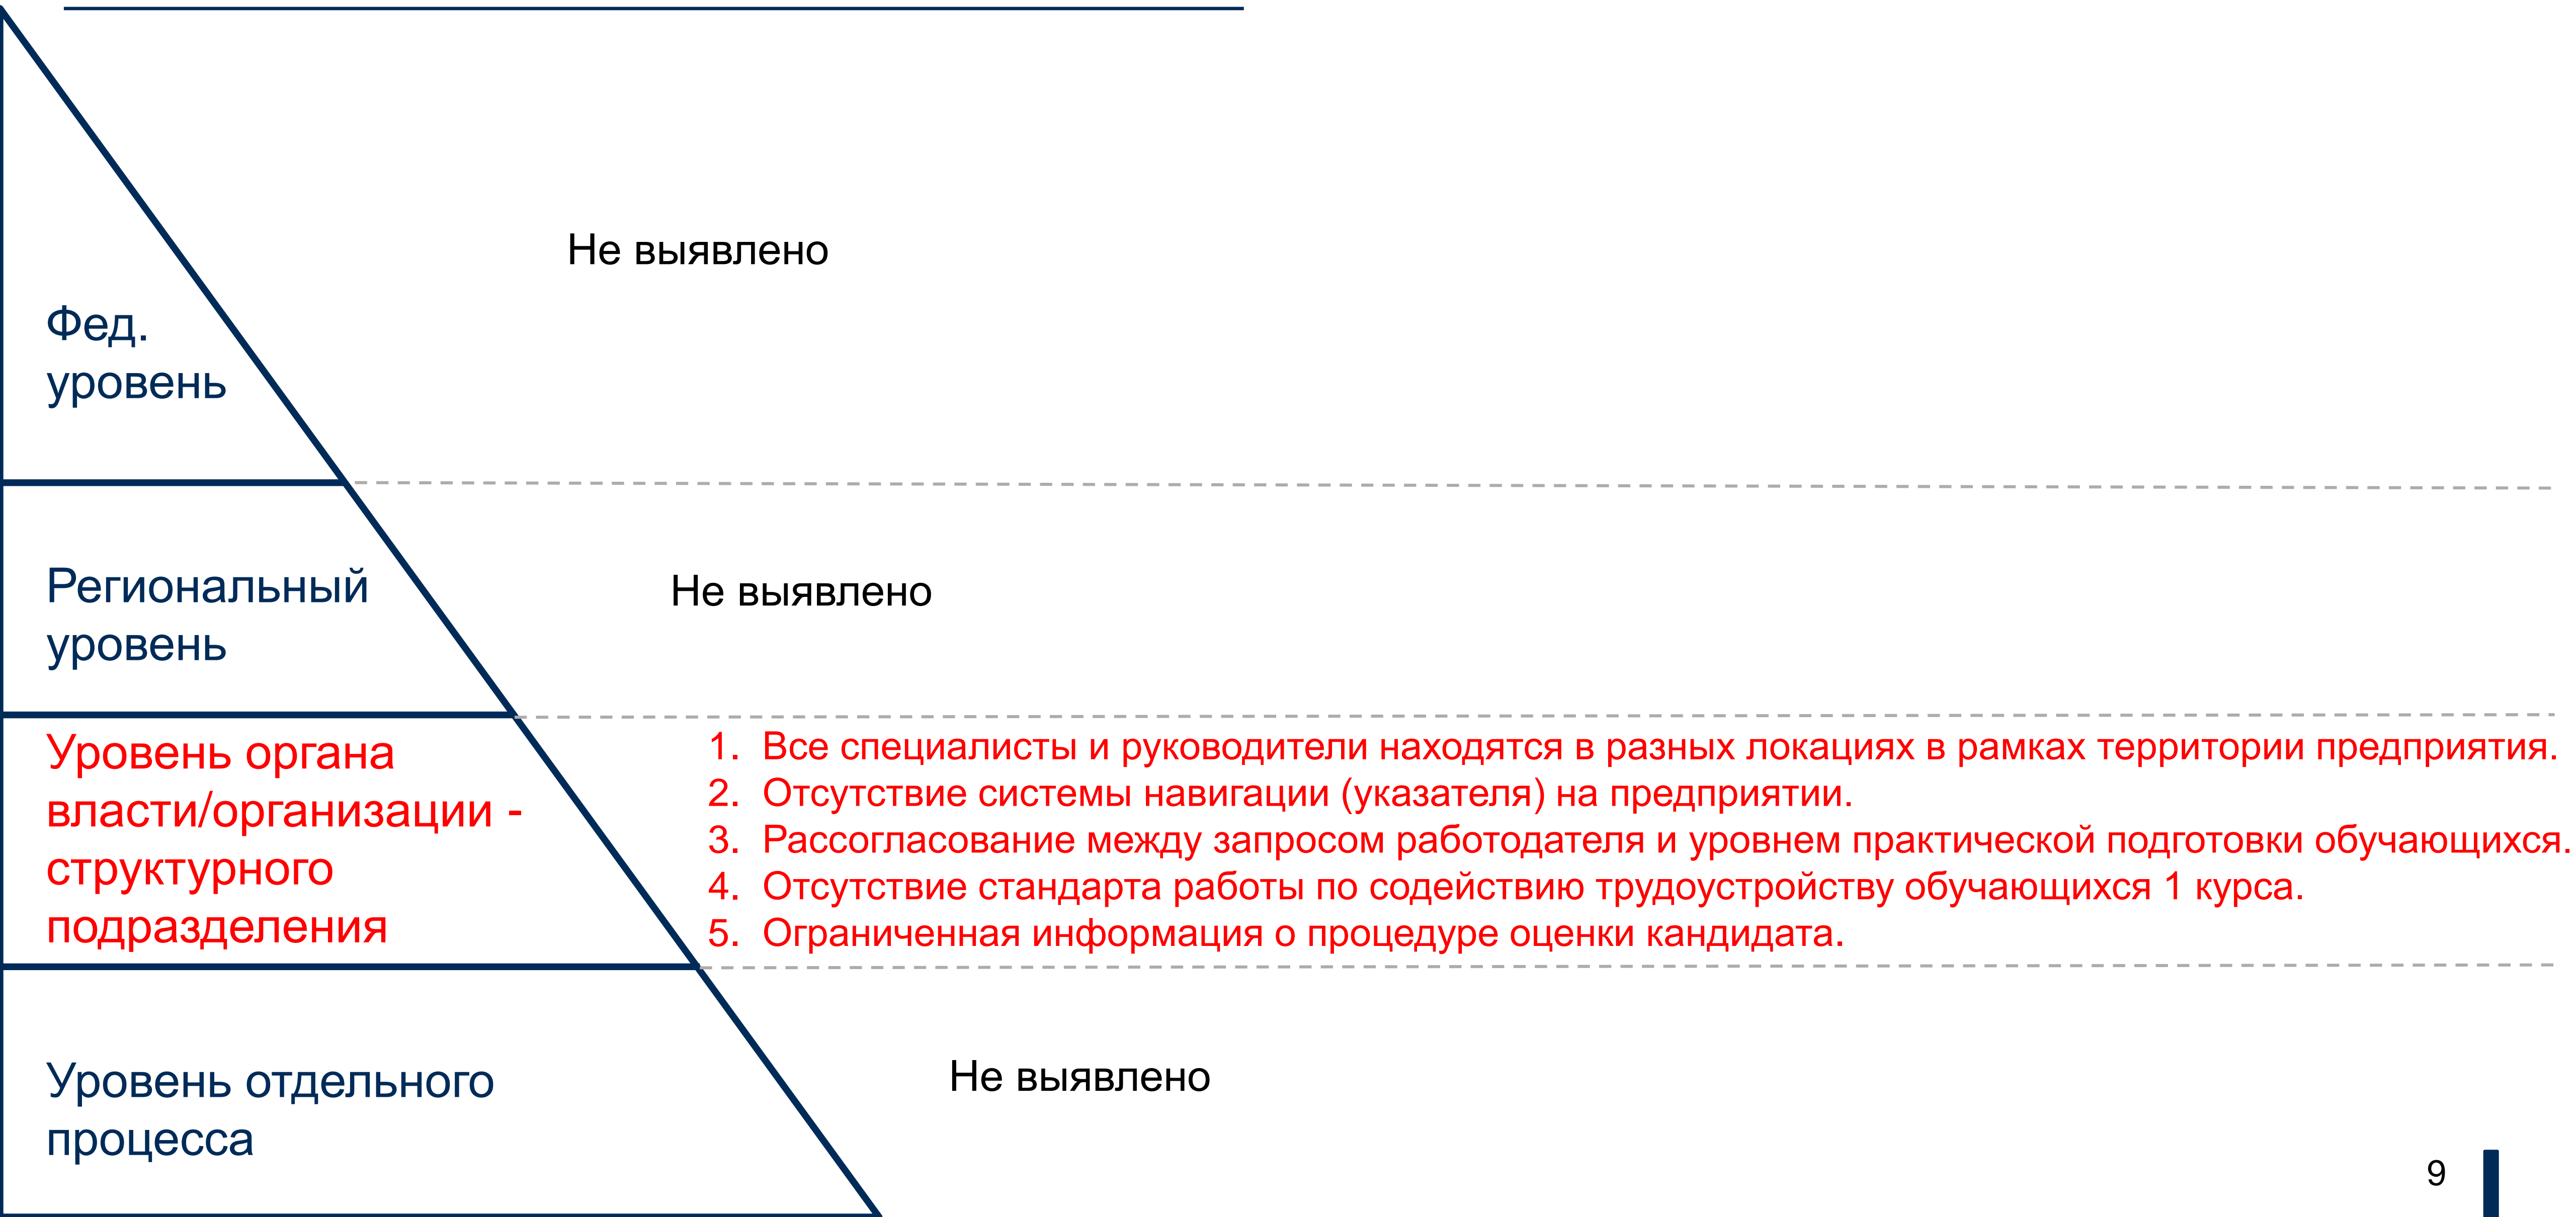 Не выявлено
Фед.
уровень
Региональный
уровень
Не выявлено
Уровень органа
власти/организации -
структурного
подразделения
1. Все специалисты и руководители находятся в разных локациях в рамках территории предприятия.
2. Отсутствие системы навигации (указателя) на предприятии.
3. Рассогласование между запросом работодателя и уровнем практической подготовки обучающихся.
4. Отсутствие стандарта работы по содействию трудоустройству обучающихся 1 курса.
5. Ограниченная информация о процедуре оценки кандидата.
Уровень отдельного
процесса
Не выявлено
9